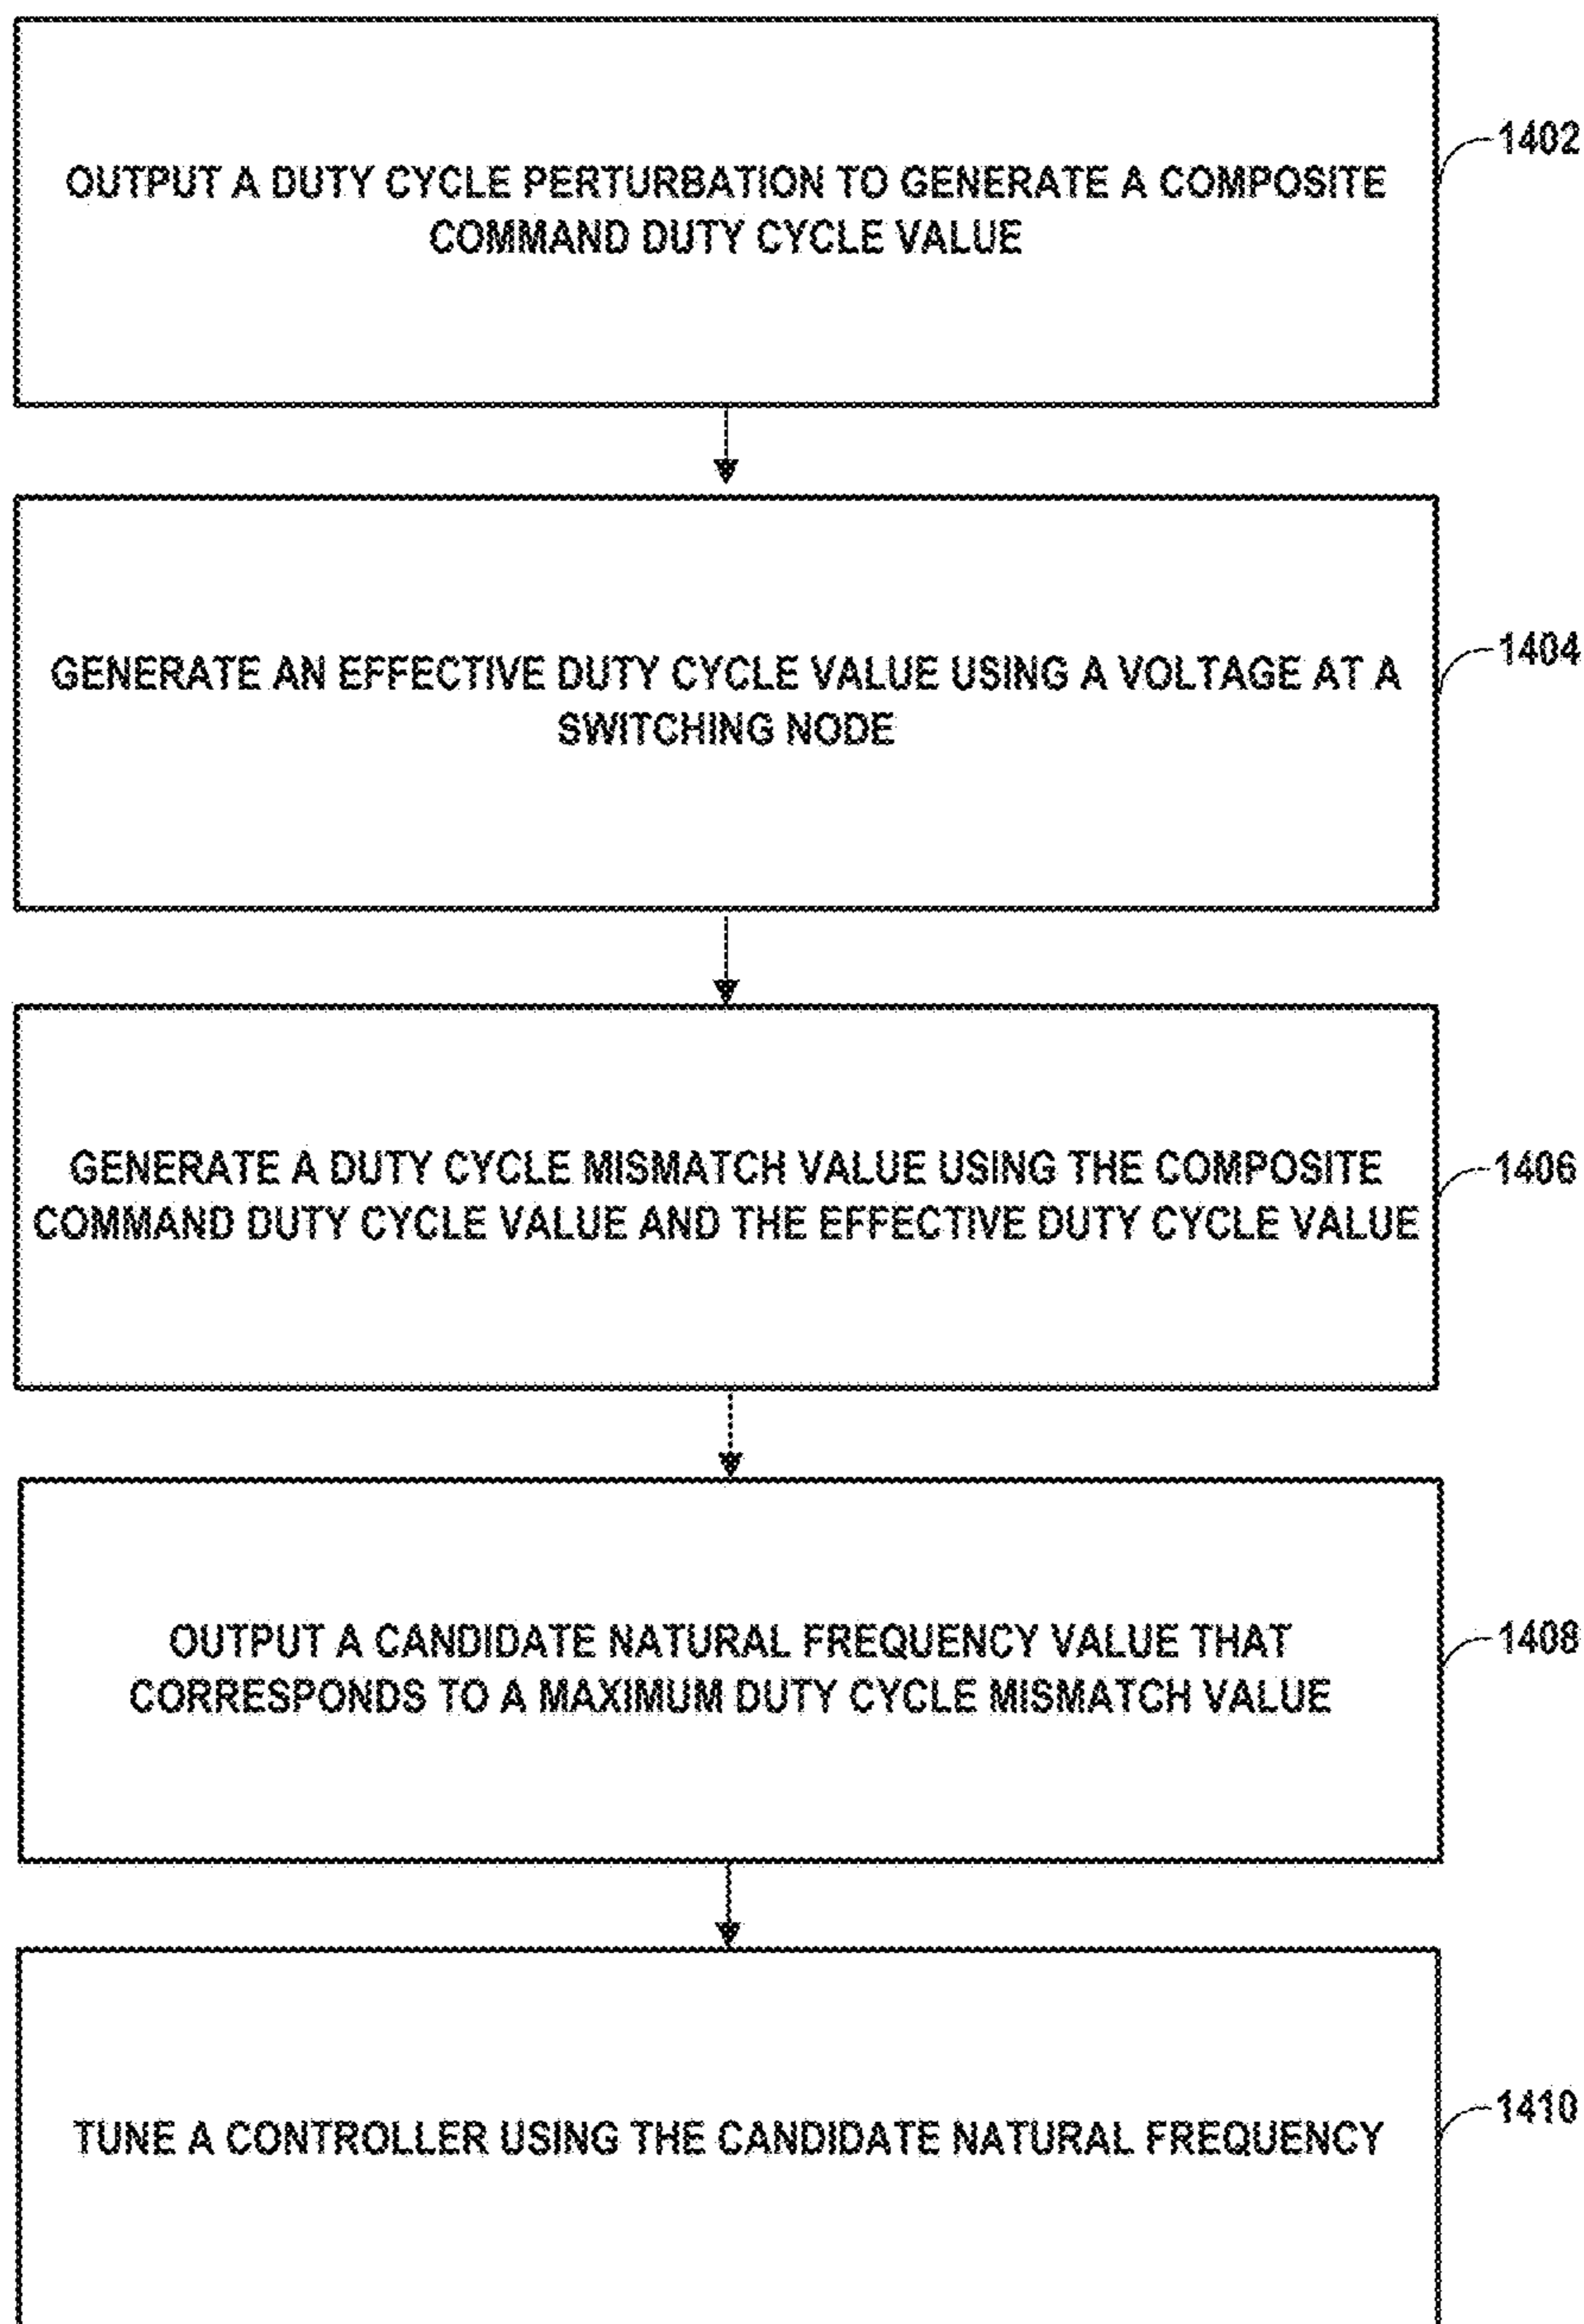 OUTPUT A DUTY CYCLE PERTURBATION TO GENERATE A COMPOSITE
COMMAND DUTY CYCLE VALUE
1402
GENERATE AN EFFECTIVE DUTY CYCLE VALUE USING A VOLTAGE AT A
SWITCHING NODE
1404
GENERATE A DUTY CYCLE MISMATCH VALUE USING THE COMPOSITE
COMMAND DUTY CYCLE VALUE AND THE EFFECTIVE DUTY CYCLE VALUE
1406
OUTPUT A CANDIDATE NATURAL FREQUENCY VALUE THAT
CORRESPONDS TO A MAXIMUM DUTY CYCLE MISMATCH VALUE
1408
TUNE A CONTROLLER USING THE CANDIDATE NATURAL FREQUENCY
1410